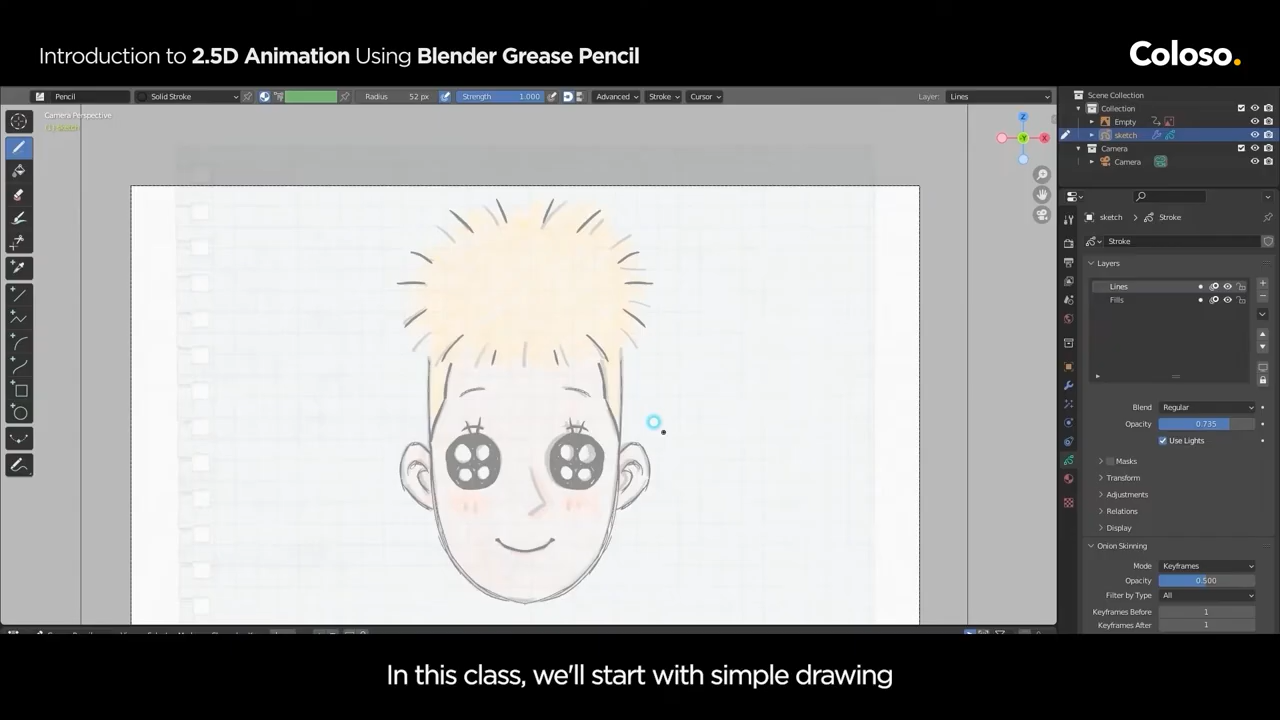 Introduction to 2.5D Animation Using Blender Grease Pencil
Coloso.
Pencil
Solid Stroke
Radius 52 px
Strength 1.000
Advanced
Stroke
Cursor
Layer: Lines
Camera Perspective
(1) Sketch
Z
-Y
X
Scene Collection
Collection
Empty
sketch
Camera
Camera
sketch > Stroke
Stroke
Layers
Lines
Fills
Blend Regular
Opacity 0.735
Use Lights
Masks
Transform
Adjustments
Relations
Display
Onion Skinning
Mode Keyframes
Opacity 0.500
Filter by Type All
Keyframes Before 1
Keyframes After 1
In this class, we'll start with simple drawing